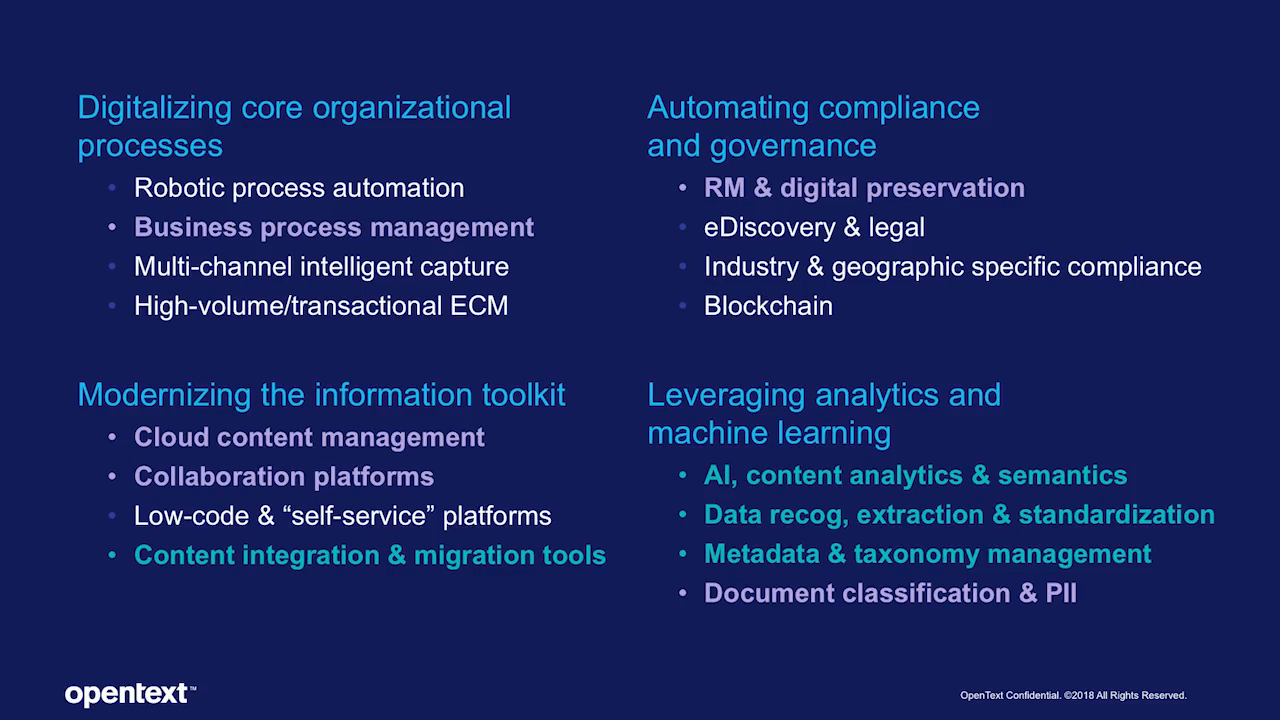 Digitalizing core organizational
processes
• Robotic process automation
• Business process management
• Multi-channel intelligent capture
• High-volume/transactional ECM
Automating compliance
and governance
• RM & digital preservation
• eDiscovery & legal
• Industry & geographic specific compliance
• Blockchain
Modernizing the information toolkit
• Cloud content management
• Collaboration platforms
• Low-code & “self-service” platforms
• Content integration & migration tools
Leveraging analytics and
machine learning
• AI, content analytics & semantics
• Data recog, extraction & standardization
• Metadata & taxonomy management
• Document classification & PII
opentext™
OpenText Confidential. ©2018 All Rights Reserved.